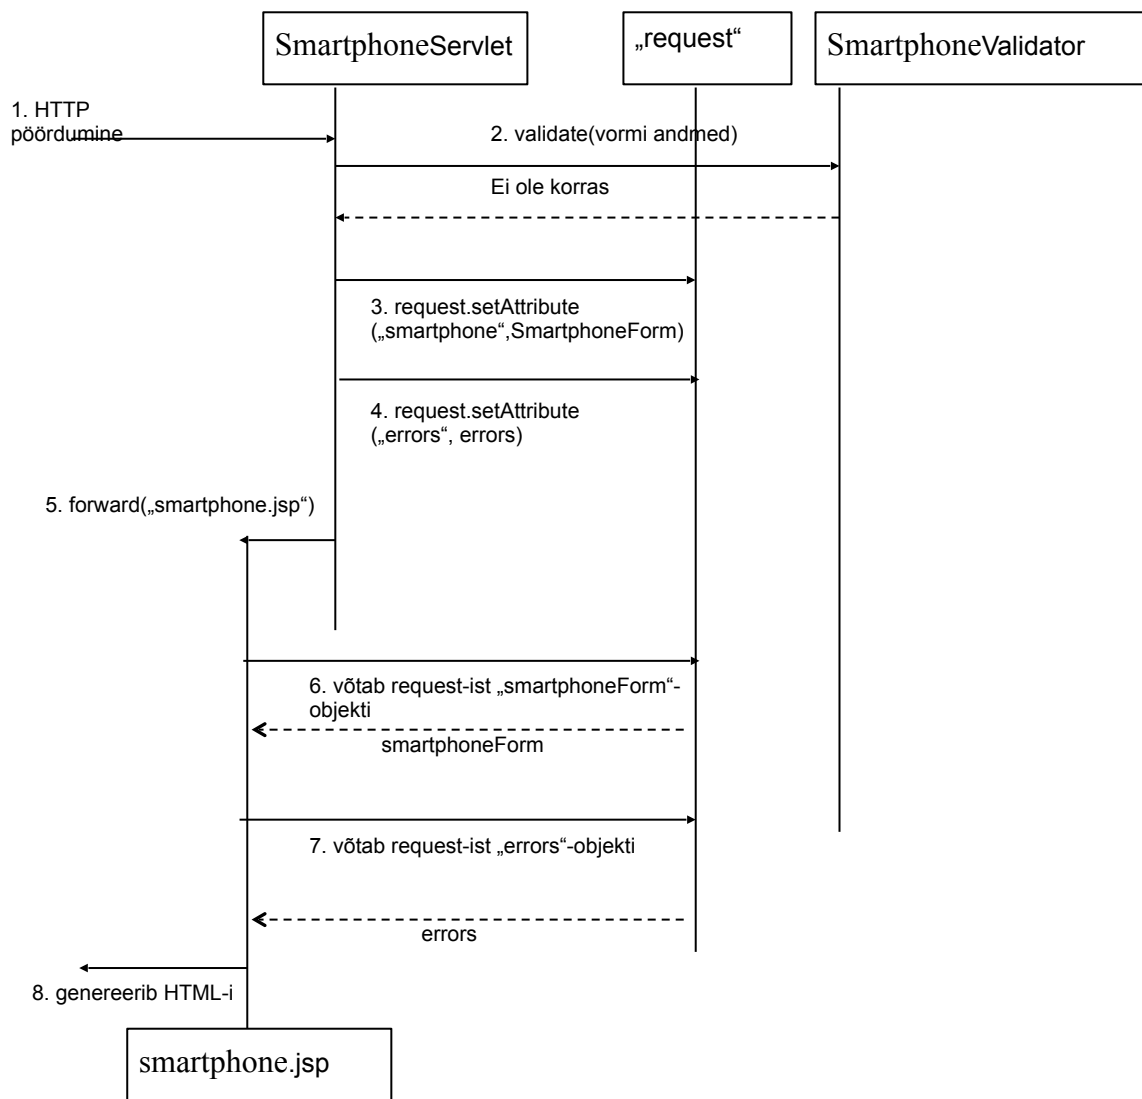 SmartphoneServlet
„request“
SmartphoneValidator
1. HTTP
pöördumine
2. validate(vormi andmed)
Ei ole korras
3. request.setAttribute
(„smartphone“,SmartphoneForm)
4. request.setAttribute
(„errors“, errors)
5. forward(„smartphone.jsp“)
6. võtab request-ist „smartphoneForm“-
objekti
smartphoneForm
7. võtab request-ist „errors“-objekti
errors
8. genereerib HTML-i
smartphone.jsp